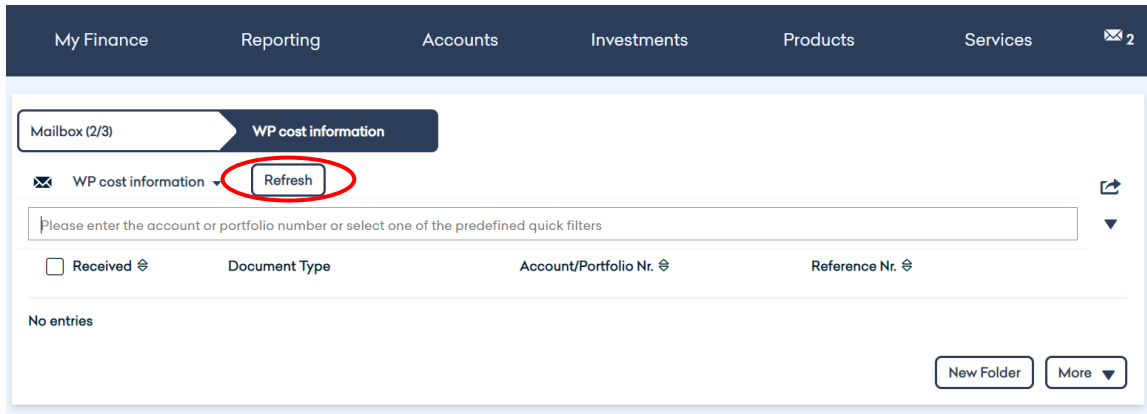 My Finance Reporting Accounts Investments Products Services 2
Mailbox (2/3) WP cost information
WP cost information Refresh
Please enter the account or portfolio number or select one of the predefined quick filters
Received Document Type Account/Portfolio Nr. Reference Nr.
No entries
New Folder More